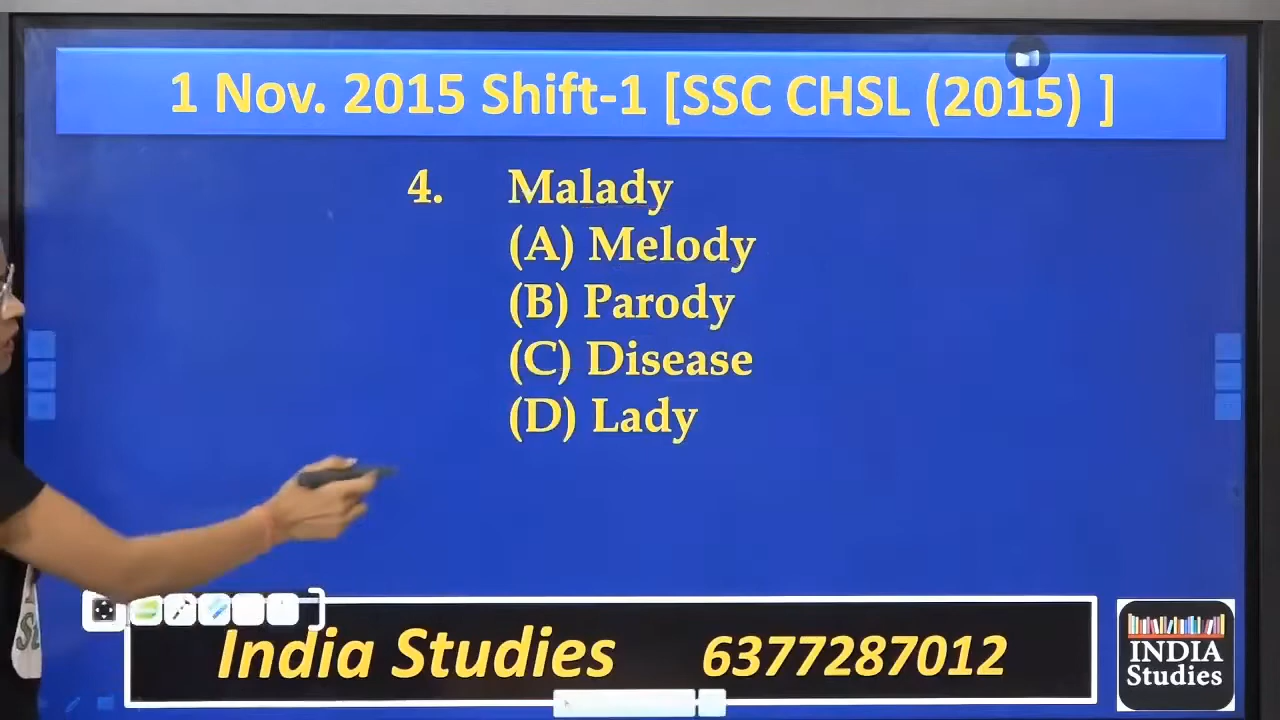 1 Nov. 2015 Shift-1 [SSC CHSL (2015) ]
4. Malady
(A) Melody
(B) Parody
(C) Disease
(D) Lady
India Studies 6377287012
INDIA
Studies